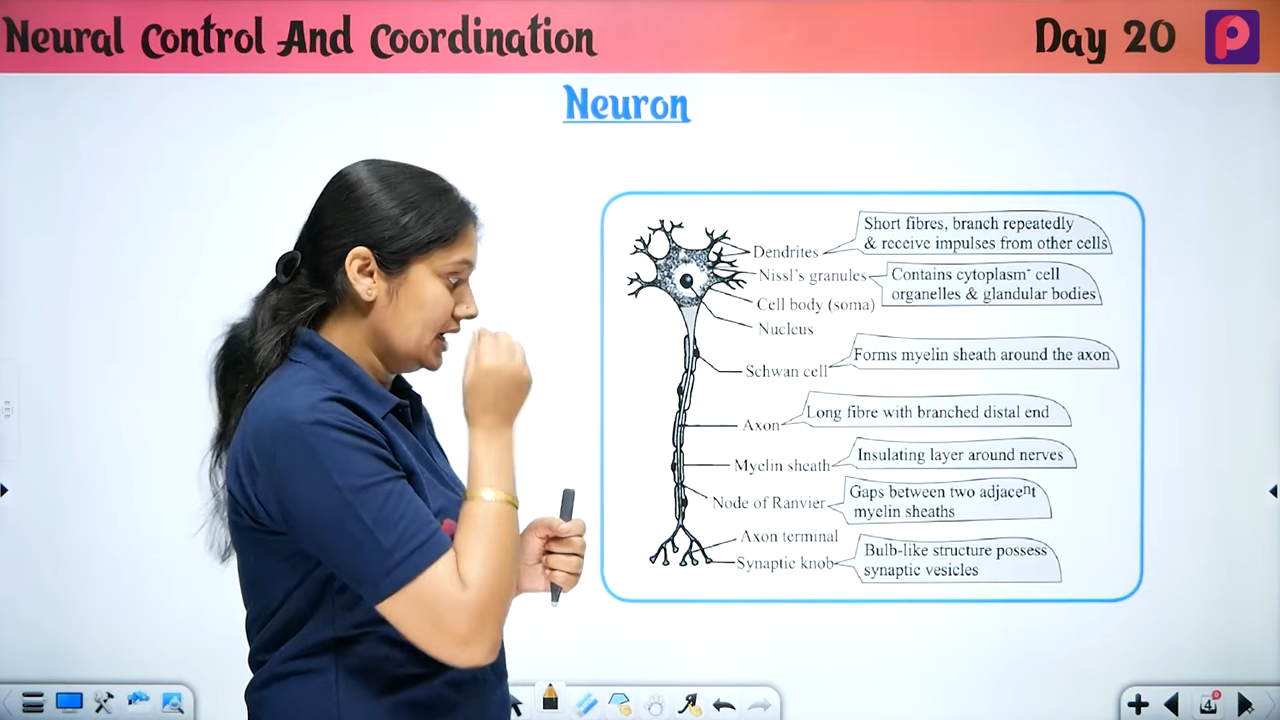 Neural Control And Coordination
Day 20
Neuron
Short fibres, branch repeatedly
& receive impulses from other cells
Dendrites
Nissl's granules
Contains cytoplasm- cell
organelles & glandular bodies
Cell body (soma)
Nucleus
Forms myelin sheath around the axon
Schwan cell
Long fibre with branched distal end
Axon
Insulating layer around nerves
Myelin sheath
Gaps between two adjacent
myelin sheaths
Node of Ranvier
Axon terminal
Bulb-like structure possess
synaptic vesicles
Synaptic knob
4